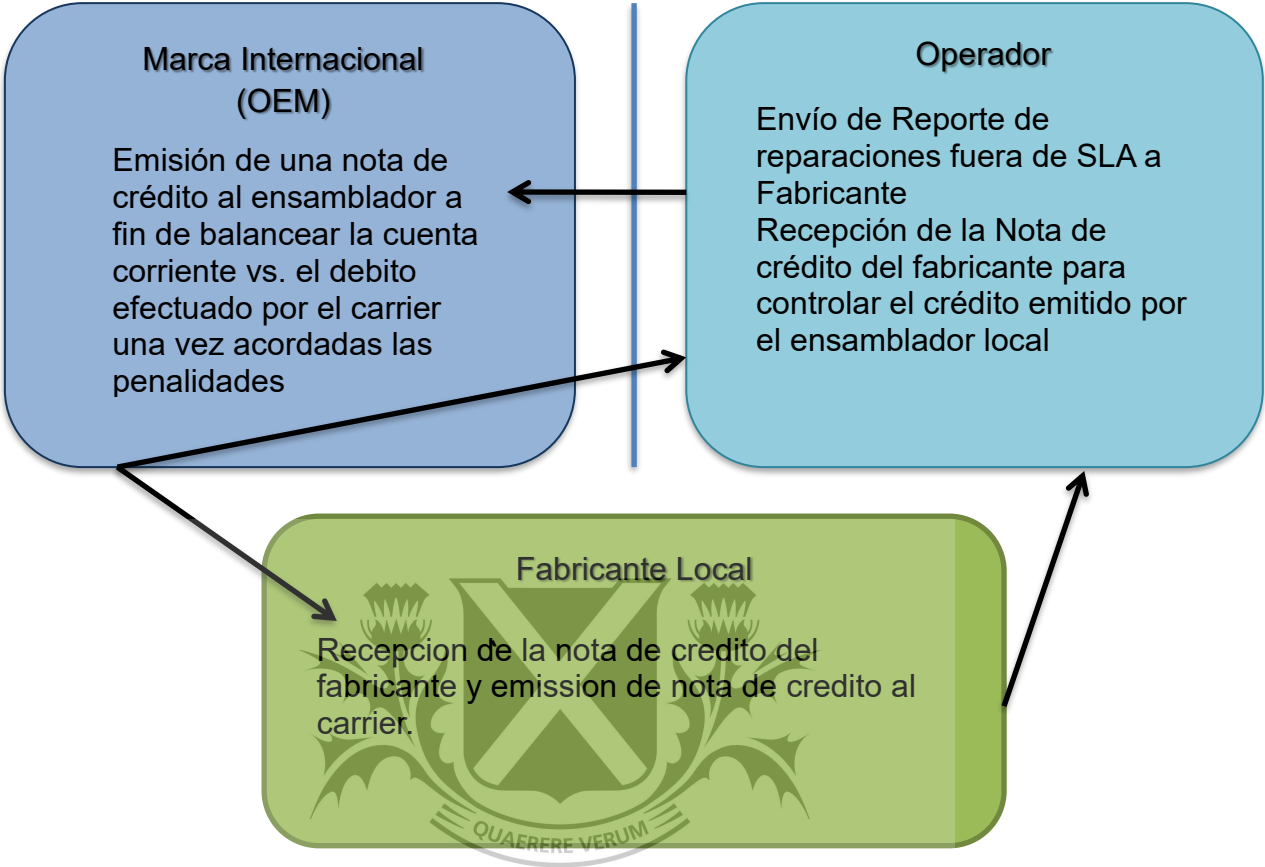 Marca Internacional
(OEM)
Emisión de una nota de
crédito al ensamblador a
fin de balancear la cuenta
corriente vs. el debito
efectuado por el carrier
una vez acordadas las
penalidades
Operador
Envío de Reporte de
reparaciones fuera de SLA a
Fabricante
Recepción de la Nota de
crédito del fabricante para
controlar el crédito emitido por
el ensamblador local
Fabricante Local
Recepcion de la nota de credito del
fabricante y emission de nota de credito al
carrier.
QUAERERE VERUM